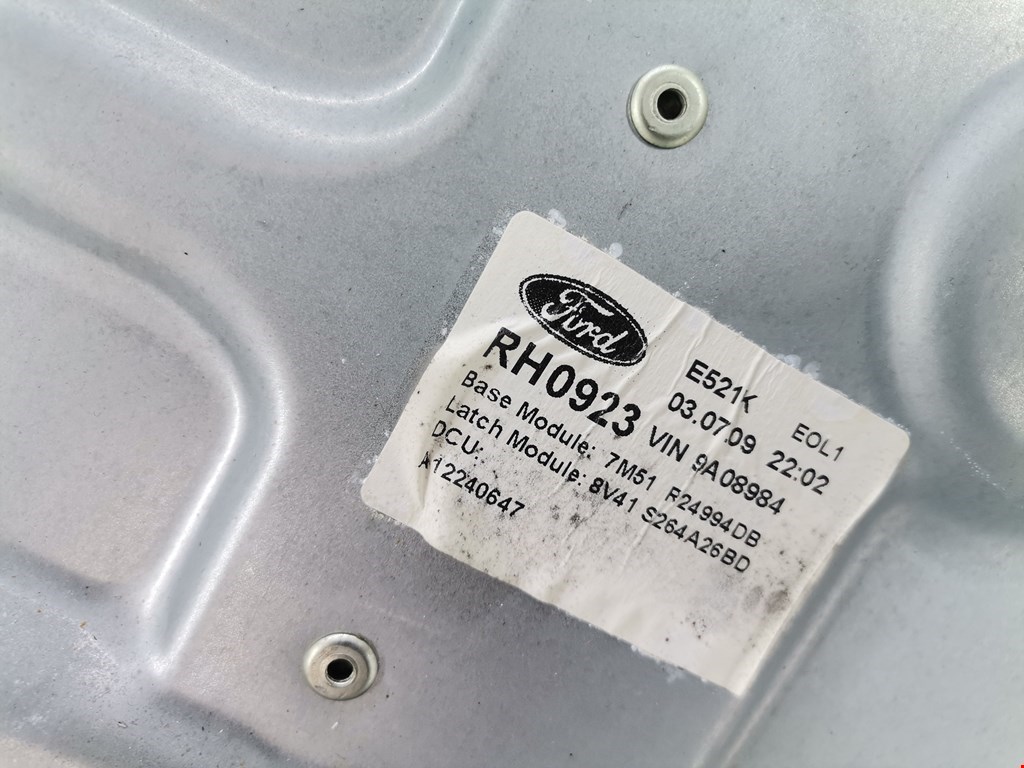 Ford
E521K EOL1
RH0923 03.07.09 22:02
VIN 9A08984
Base Module: 7M51 R24994DB
Latch Module: 8V41 S264A26BD
DCU:
A12240647